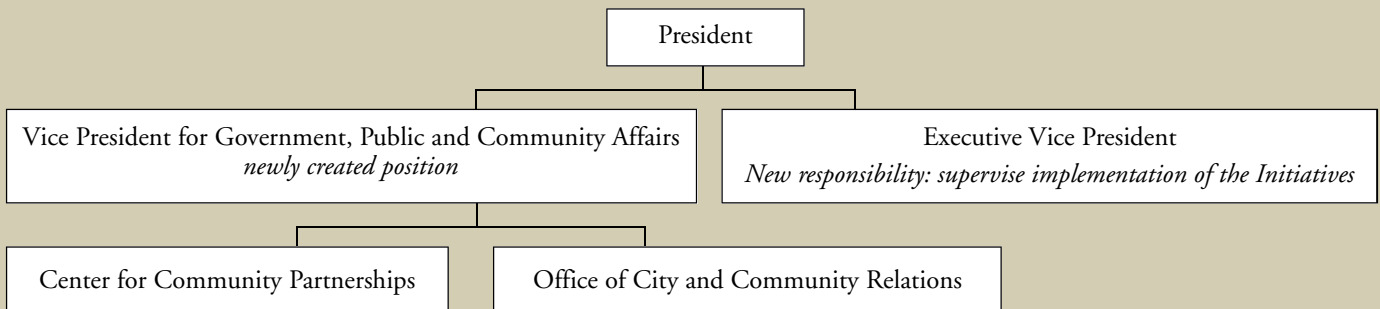 President
Vice President for Government, Public and Community Affairs
newly created position
Executive Vice President
New responsibility: supervise implementation of the Initiatives
Center for Community Partnerships
Office of City and Community Relations